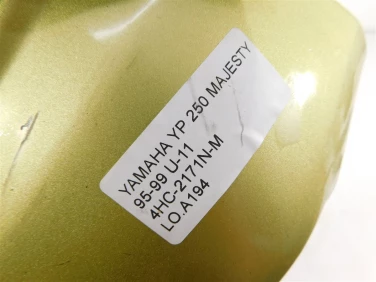 YAMAHA YP 250 MAJESTY
95-99 U-11
4HC-2171N-M
LO.A194